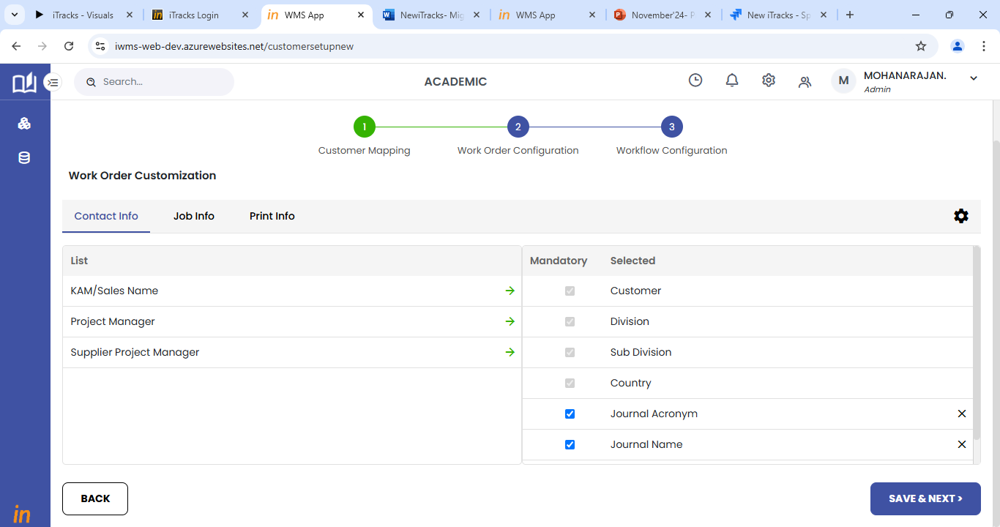 iTracks - Visuals
iTracks Login
in WMS App
NewiTracks- Mig
in WMS App
November'24- P
New iTracks - Sp
iwms-web-dev.azurewebsites.net/customersetupnew
Search...
ACADEMIC
M
MOHANARAJAN.
Admin
1
2
3
Customer Mapping
Work Order Configuration
Workflow Configuration
Work Order Customization
Contact Info
Job Info
Print Info
List
Mandatory
Selected
KAM/Sales Name
Customer
Project Manager
Division
Supplier Project Manager
Sub Division
Country
Journal Acronym
Journal Name
BACK
SAVE & NEXT >
in